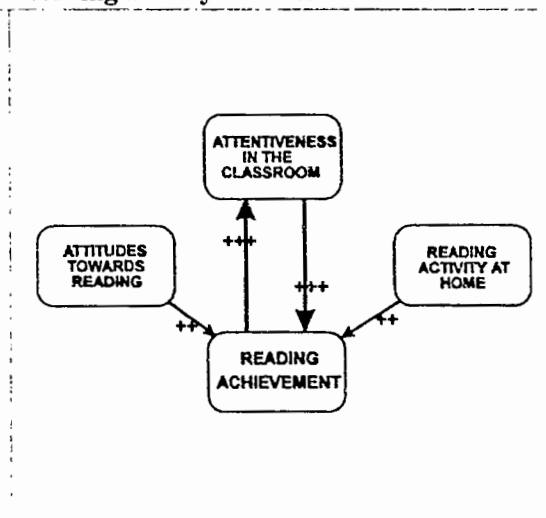 ATTENTIVENESS
IN THE
CLASSROOM
+++
ATTITUDES
TOWARDS
READING
READING
ACTIVITY AT
HOME
+++
++
++
READING
ACHIEVEMENT